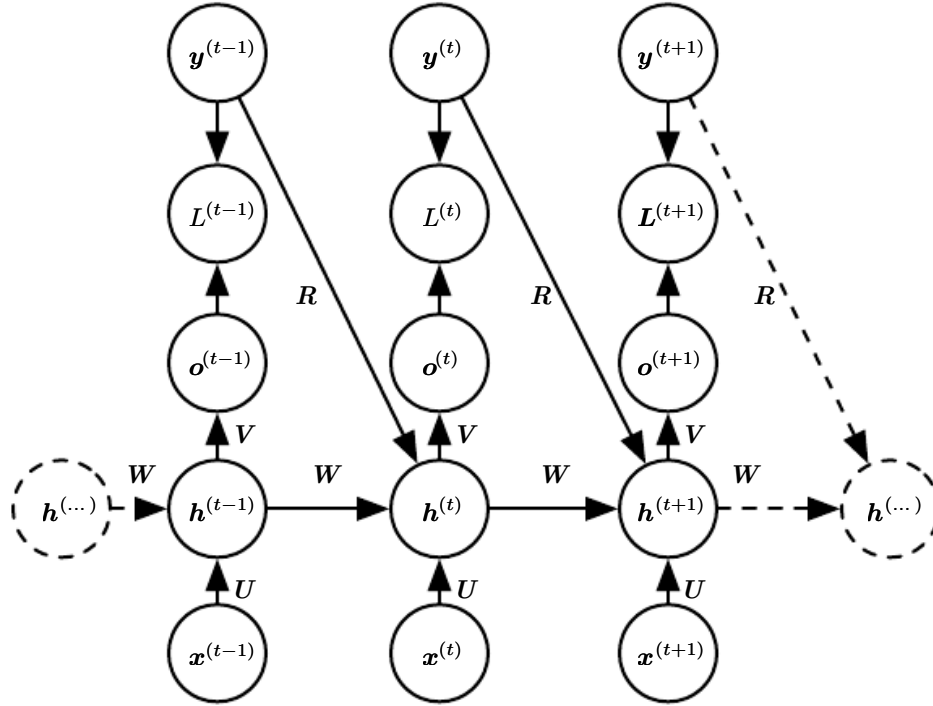 y^(t−1) y^(t) y^(t+1)
L^(t−1) L^(t) L^(t+1)
R R R
o^(t−1) o^(t) o^(t+1)
V V V
W W W W
h^(...) h^(t−1) h^(t) h^(t+1) h^(...)
U U U
x^(t−1) x^(t) x^(t+1)